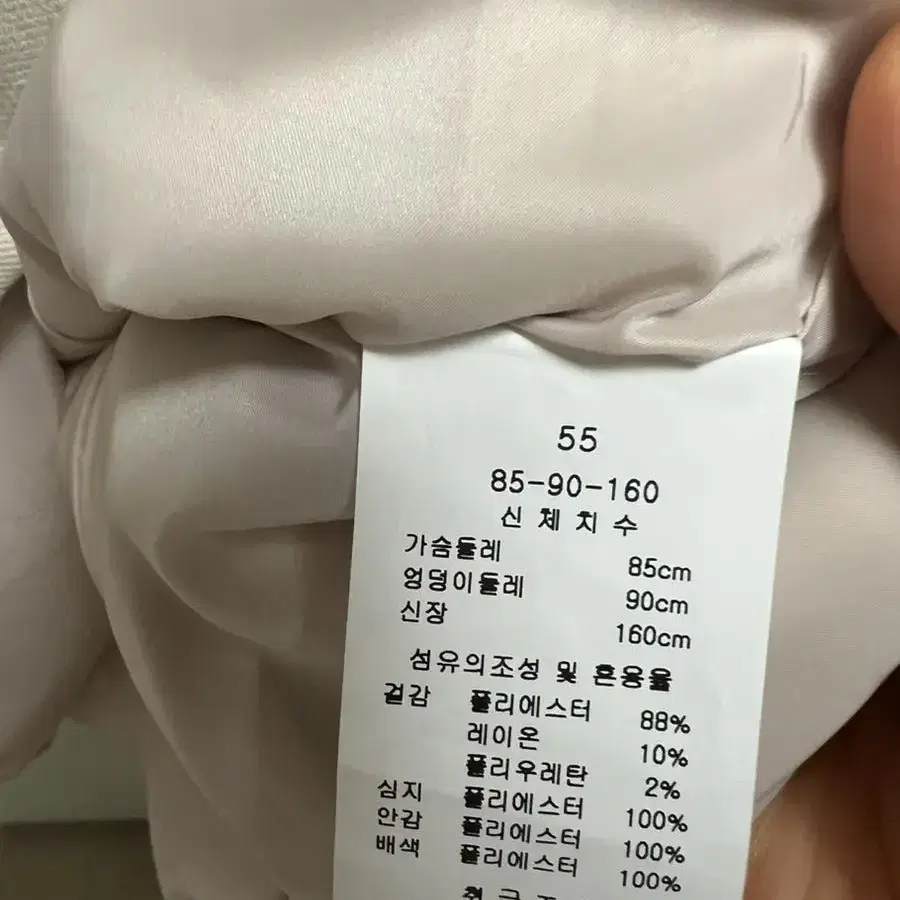 55
85-90-160
신체치수
가슴둘레 85cm
엉덩이둘레 90cm
신장 160cm
섬유의조성 및 혼용율
겉감 폴리에스터 88%
레이온 10%
폴리우레탄 2%
심지 폴리에스터 100%
안감 폴리에스터 100%
배색 폴리에스터 100%